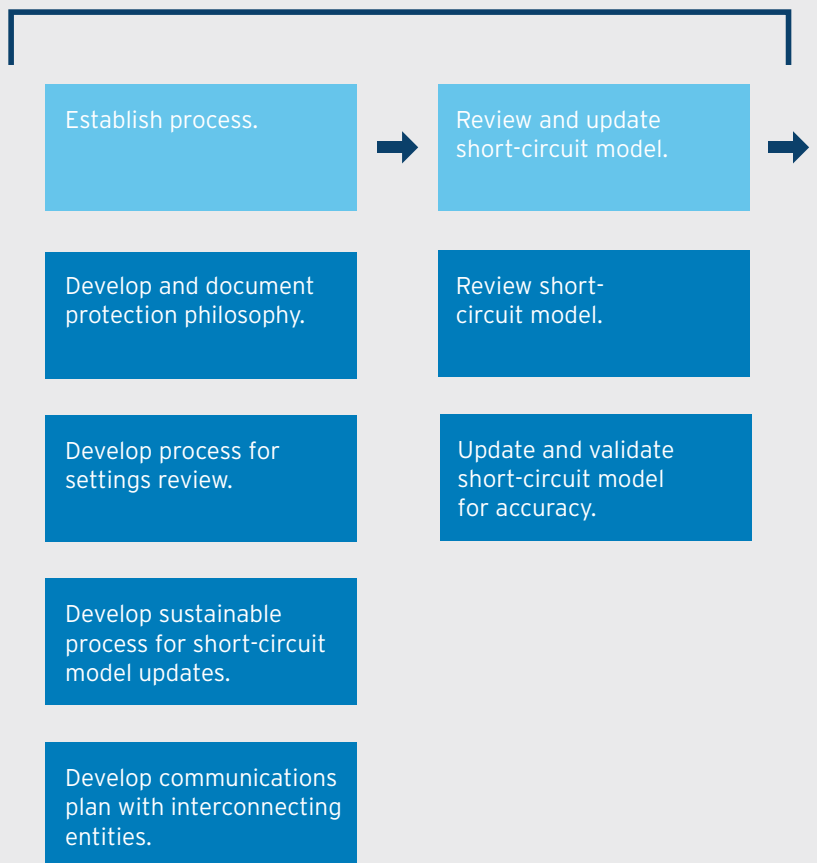 Establish process.
Develop and document
protection philosophy.
Develop process for
settings review.
Develop sustainable
process for short-circuit
model updates.
Develop communications
plan with interconnecting
entities.
Review and update
short-circuit model.
Review short-
circuit model.
Update and validate
short-circuit model
for accuracy.